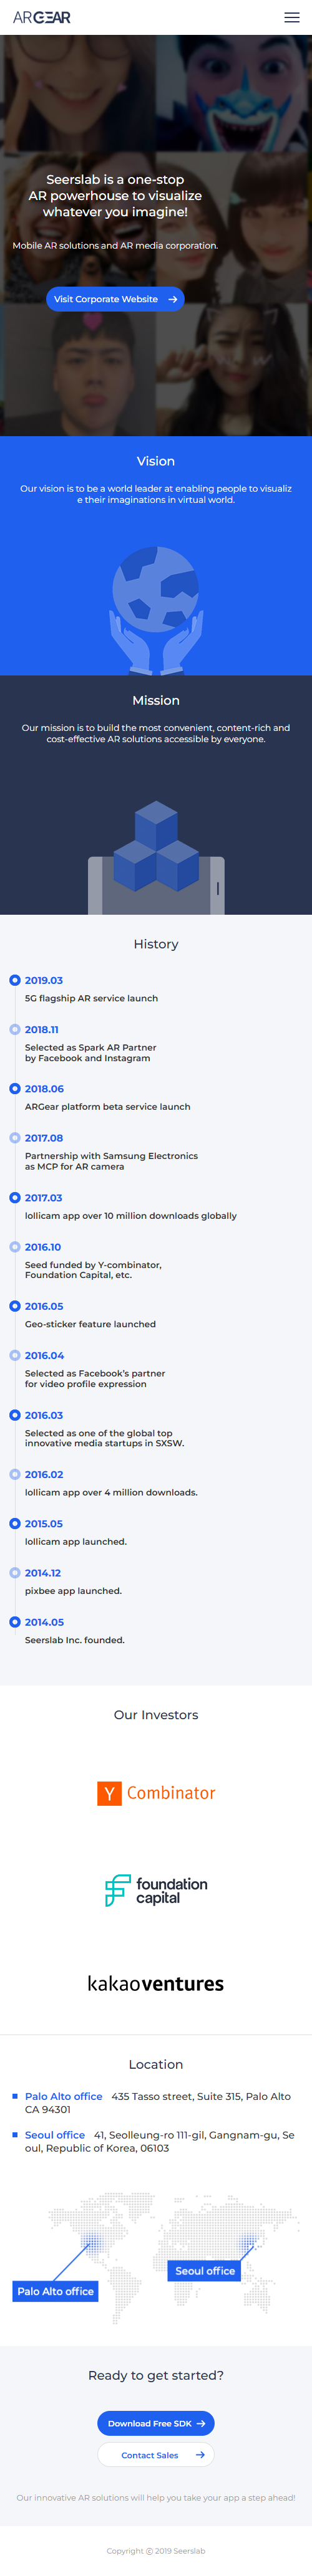 ARGEAR
Seerslab is a one-stop
AR powerhouse to visualize
whatever you imagine!
Mobile AR solutions and AR media corporation.
Visit Corporate Website
Vision
Our vision is to be a world leader at enabling people to visualiz
e their imaginations in virtual world.
Mission
Our mission is to build the most convenient, content-rich and
cost-effective AR solutions accessible by everyone.
History
2019.03
5G flagship AR service launch
2018.11
Selected as Spark AR Partner
by Facebook and Instagram
2018.06
ARGear platform beta service launch
2017.08
Partnership with Samsung Electronics
as MCP for AR camera
2017.03
lollicam app over 10 million downloads globally
2016.10
Seed funded by Y-combinator,
Foundation Capital, etc.
2016.05
Geo-sticker feature launched
2016.04
Selected as Facebook's partner
for video profile expression
2016.03
Selected as one of the global top
innovative media startups in SXSW.
2016.02
lollicam app over 4 million downloads.
2015.05
lollicam app launched.
2014.12
pixbee app launched.
2014.05
Seerslab Inc. founded.
Our Investors
Y Combinator
foundation
capital
kakaoventures
Location
Palo Alto office 435 Tasso street, Suite 315, Palo Alto
CA 94301
Seoul office 41, Seolleung-ro 111-gil, Gangnam-gu, Se
oul, Republic of Korea, 06103
Seoul office
Palo Alto office
Ready to get started?
Download Free SDK
Contact Sales
Our innovative AR solutions will help you take your app a step ahead!
Copyright © 2019 Seerslab